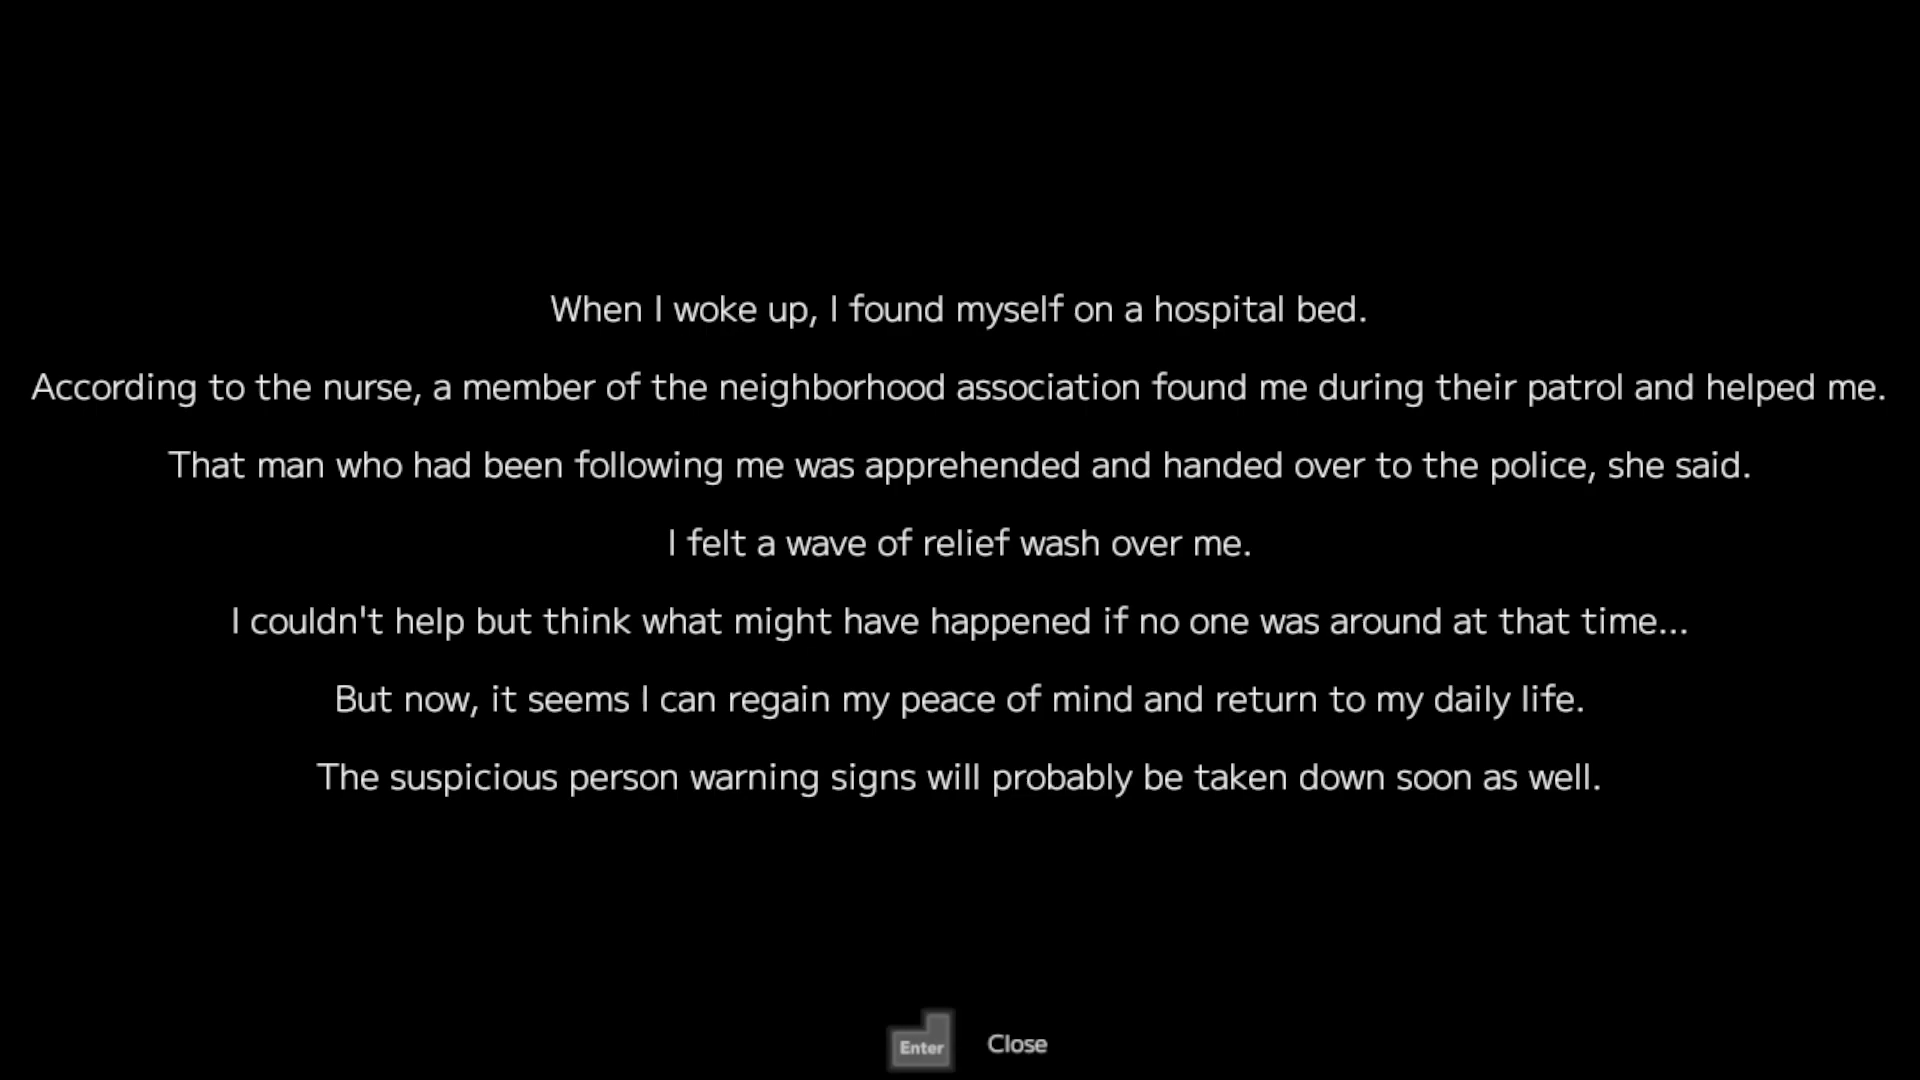 When I woke up, I found myself on a hospital bed.
According to the nurse, a member of the neighborhood association found me during their patrol and helped me.
That man who had been following me was apprehended and handed over to the police, she said.
I felt a wave of relief wash over me.
I couldn't help but think what might have happened if no one was around at that time...
But now, it seems I can regain my peace of mind and return to my daily life.
The suspicious person warning signs will probably be taken down soon as well.
Enter Close